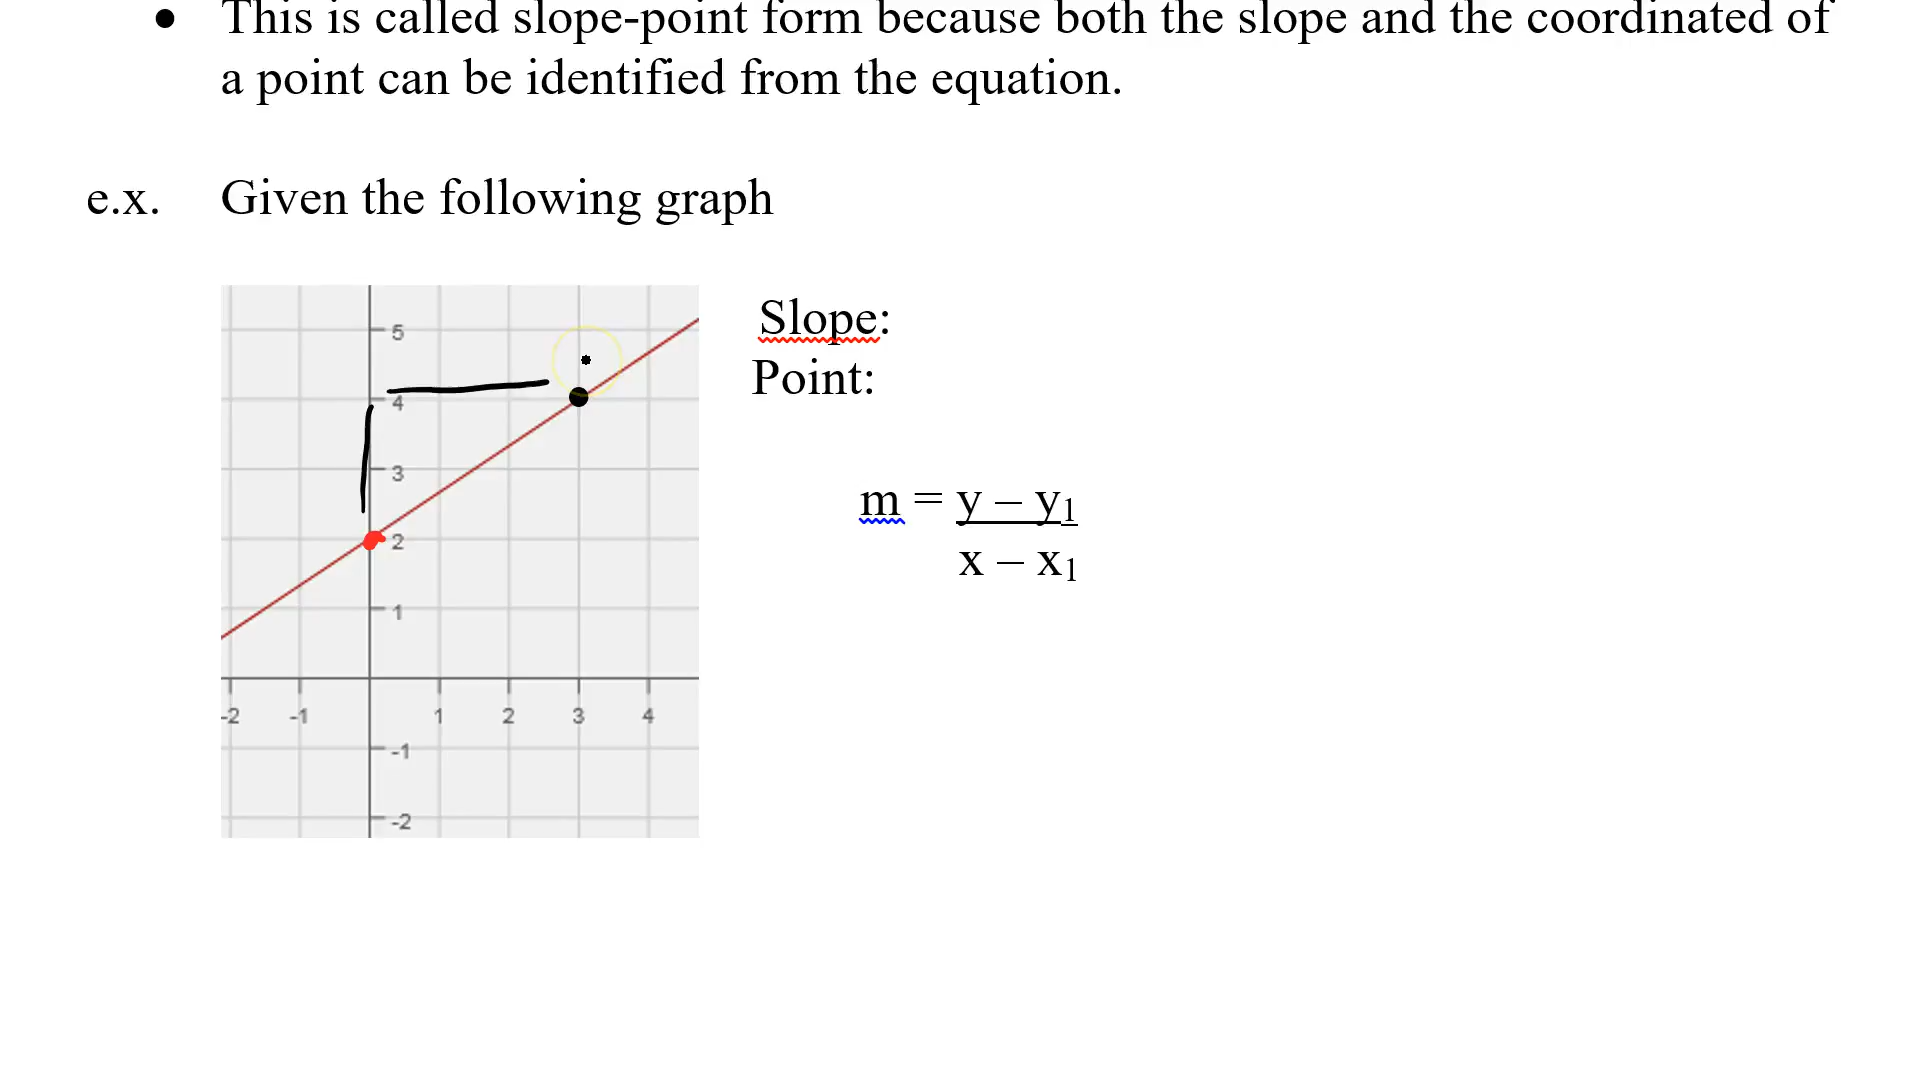 • This is called slope-point form because both the slope and the coordinated of
a point can be identified from the equation.
e.x. Given the following graph
Slope:
Point:
m = y – y₁
x – x₁
5
4
3
2
1
-2 -1 1 2 3 4
-1
-2